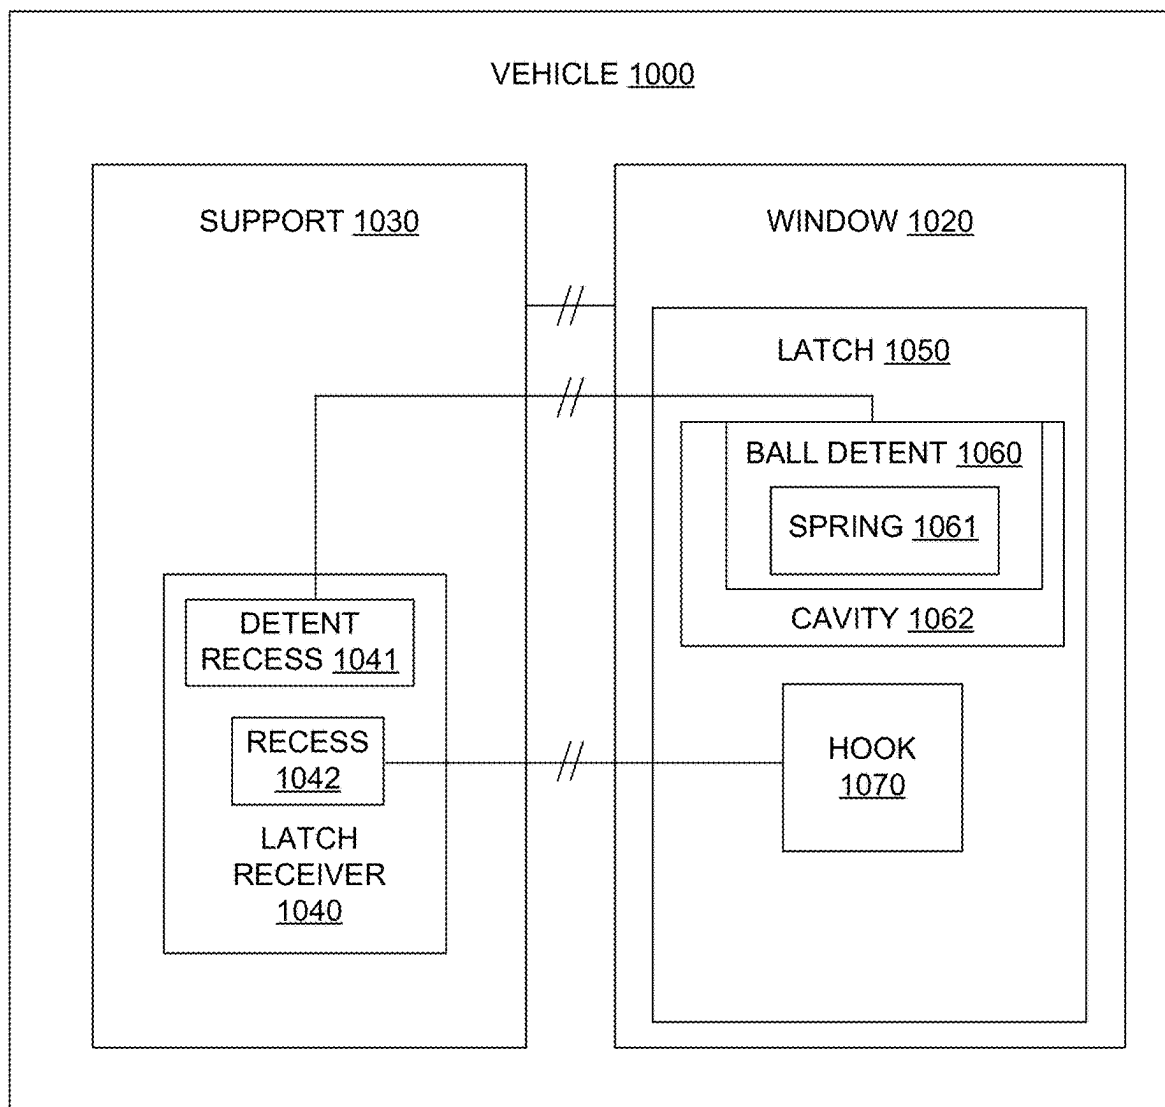 VEHICLE 1000
SUPPORT 1030
WINDOW 1020
LATCH 1050
BALL DETENT 1060
SPRING 1061
CAVITY 1062
DETENT
RECESS 1041
RECESS
1042
LATCH
RECEIVER
1040
HOOK
1070